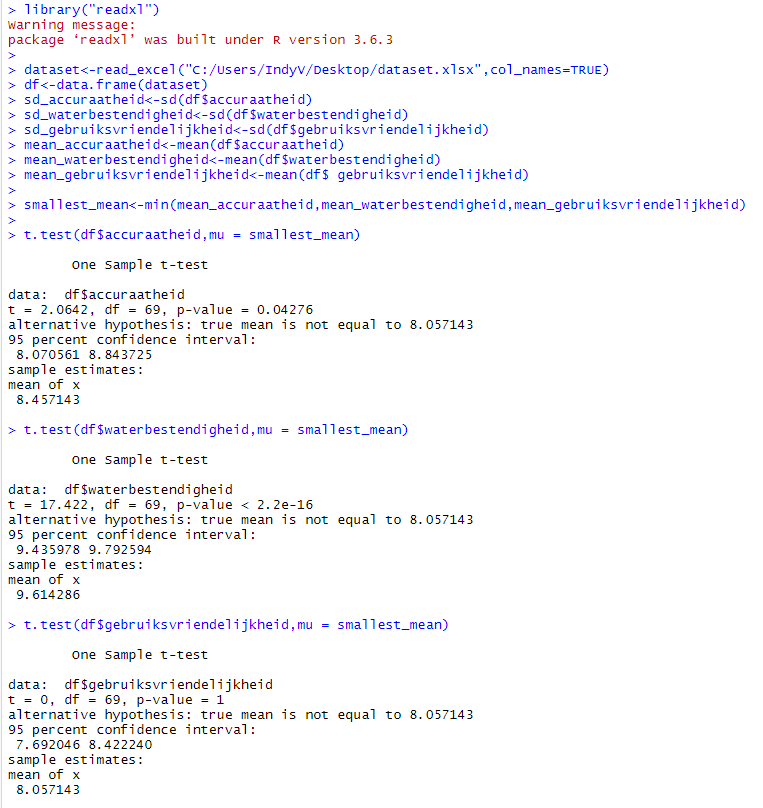 > library("readxl")
Warning message:
package ‘readxl’ was built under R version 3.6.3
>
> dataset<-read_excel("C:/Users/IndyV/Desktop/dataset.xlsx",col_names=TRUE)
> df<-data.frame(dataset)
> sd_accuraatheid<-sd(df$accuraatheid)
> sd_waterbestendigheid<-sd(df$waterbestendigheid)
> sd_gebruiksvriendelijkheid<-sd(df$gebruiksvriendelijkheid)
> mean_accuraatheid<-mean(df$accuraatheid)
> mean_waterbestendigheid<-mean(df$waterbestendigheid)
> mean_gebruiksvriendelijkheid<-mean(df$ gebruiksvriendelijkheid)
>
> smallest_mean<-min(mean_accuraatheid,mean_waterbestendigheid,mean_gebruiksvriendelijkheid)
>
> t.test(df$accuraatheid,mu = smallest_mean)
One Sample t-test
data:  df$accuraatheid
t = 2.0642, df = 69, p-value = 0.04276
alternative hypothesis: true mean is not equal to 8.057143
95 percent confidence interval:
8.070561 8.843725
sample estimates:
mean of x
8.457143
> t.test(df$waterbestendigheid,mu = smallest_mean)
One Sample t-test
data:  df$waterbestendigheid
t = 17.422, df = 69, p-value < 2.2e-16
alternative hypothesis: true mean is not equal to 8.057143
95 percent confidence interval:
9.435978 9.792594
sample estimates:
mean of x
9.614286
> t.test(df$gebruiksvriendelijkheid,mu = smallest_mean)
One Sample t-test
data:  df$gebruiksvriendelijkheid
t = 0, df = 69, p-value = 1
alternative hypothesis: true mean is not equal to 8.057143
95 percent confidence interval:
7.692046 8.422240
sample estimates:
mean of x
8.057143